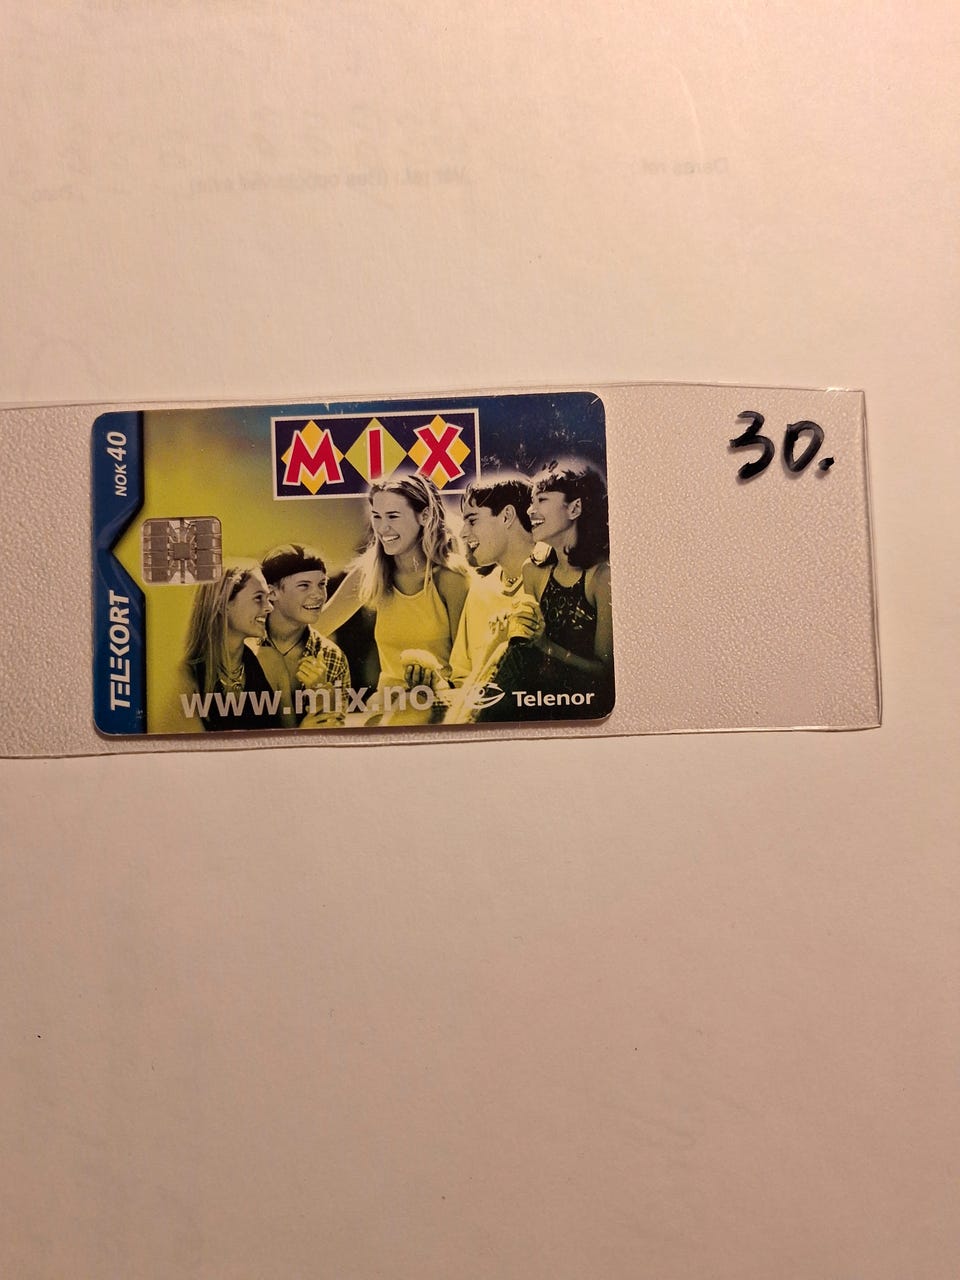 NOK 40
TELEKORT
MIX
www.mix.no
Telenor
30.